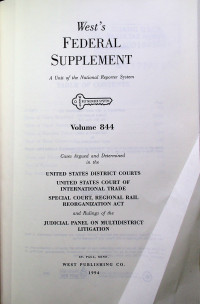 West's
FEDERAL
SUPPLEMENT
A Unit of the National Reporter System
Volume 844
Cases Argued and Determined
in the
UNITED STATES DISTRICT COURTS
UNITED STATES COURT OF
INTERNATIONAL TRADE
SPECIAL COURT, REGIONAL RAIL
REORGANIZATION ACT
and Rulings of the
JUDICIAL PANEL ON MULTIDISTRICT
LITIGATION
ST. PAUL, MINN.
WEST PUBLISHING CO.
1994